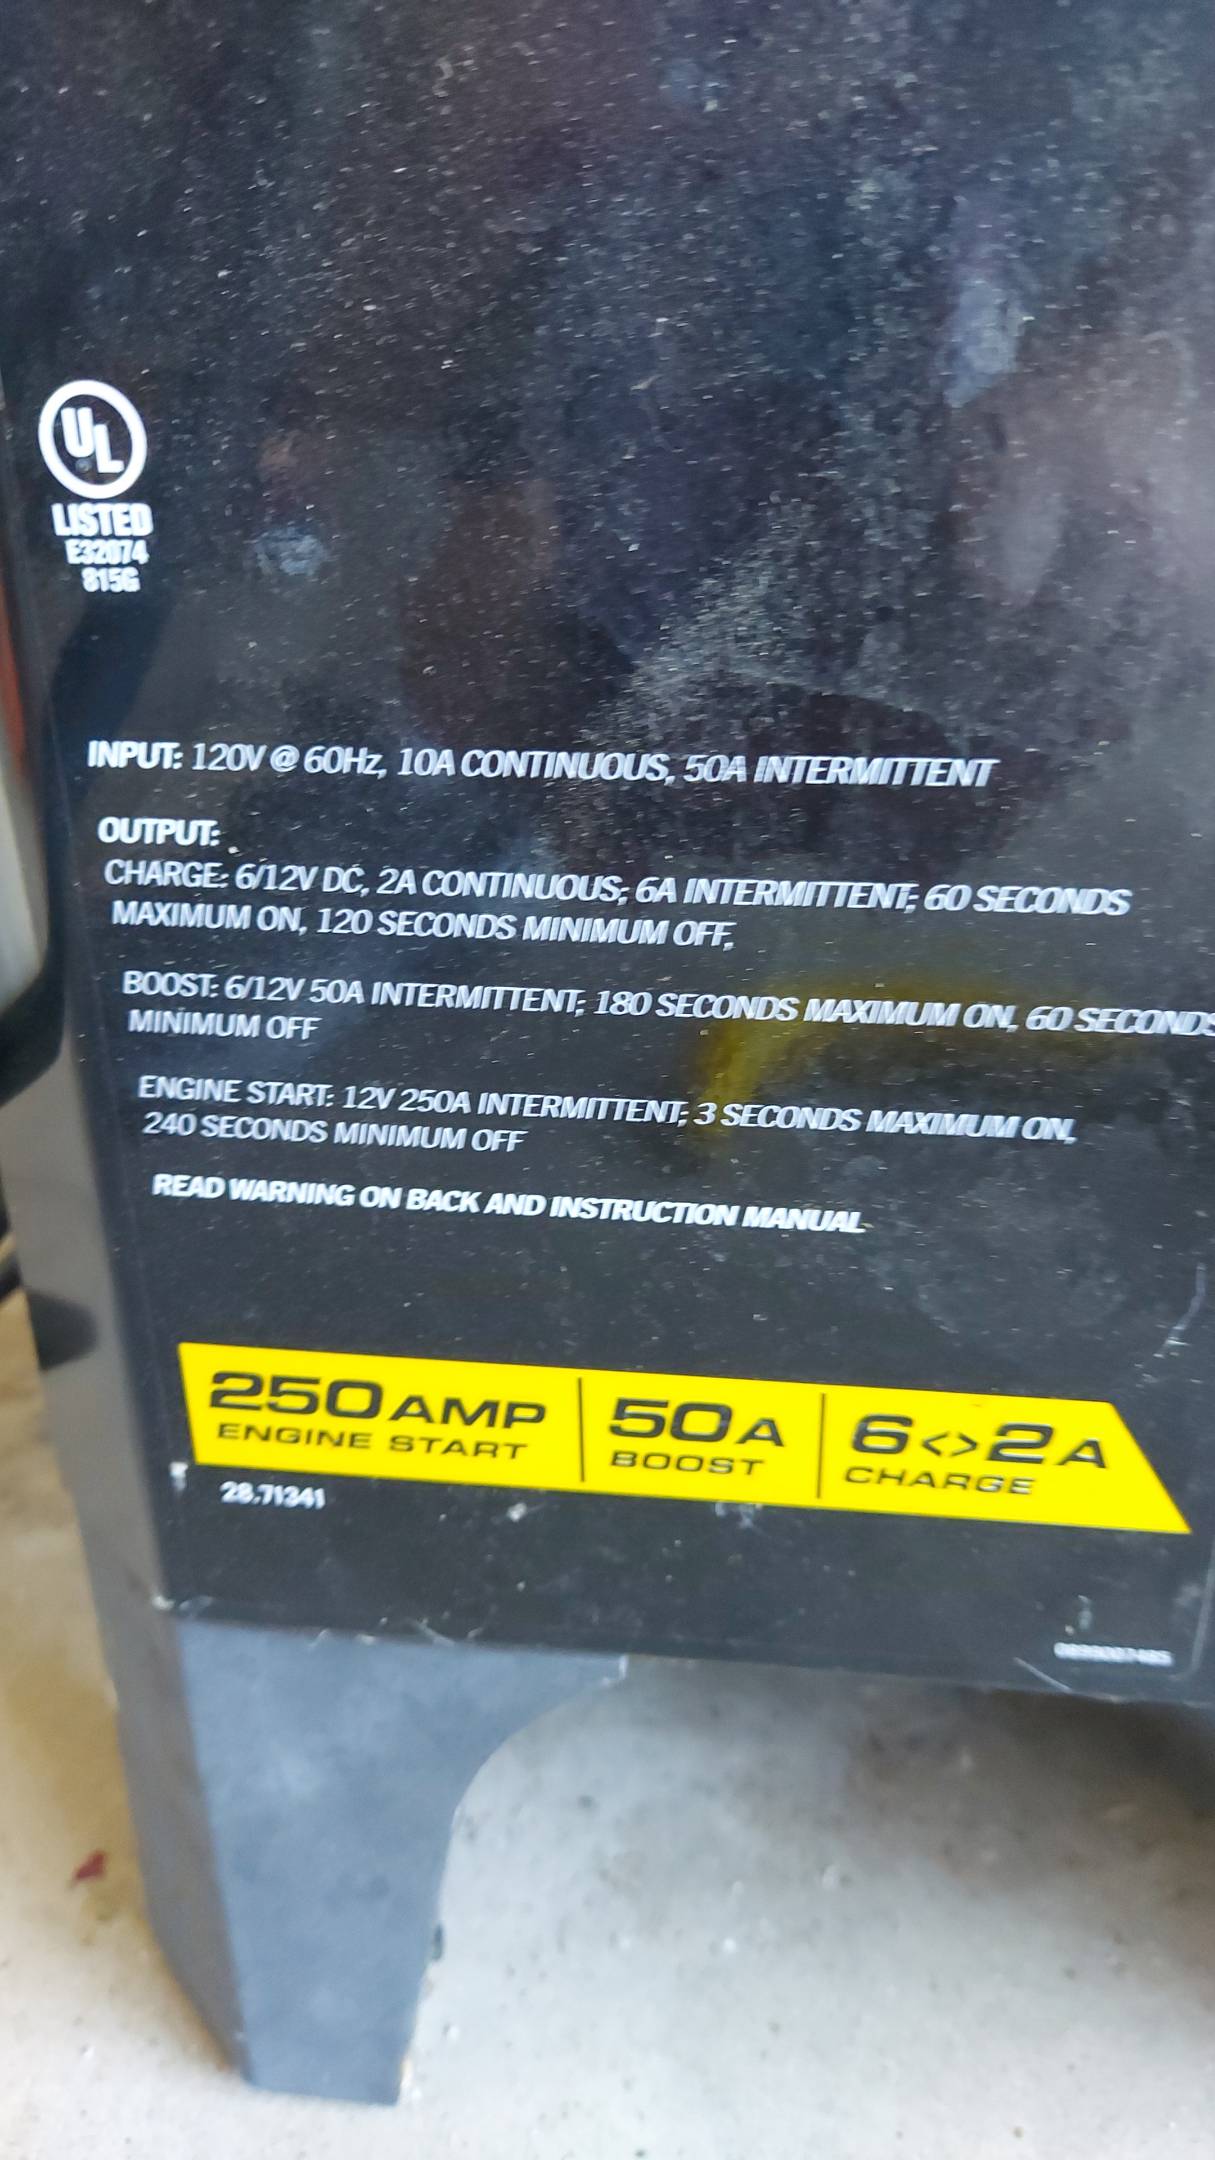 UL
LISTED
E32074
815G
INPUT: 120V @ 60Hz, 10A CONTINUOUS, 50A INTERMITTENT
OUTPUT:
CHARGE: 6/12V DC, 2A CONTINUOUS; 6A INTERMITTENT; 60 SECONDS
MAXIMUM ON, 120 SECONDS MINIMUM OFF,
BOOST: 6/12V 50A INTERMITTENT; 180 SECONDS MAXIMUM ON, 60 SECONDS
MINIMUM OFF
ENGINE START: 12V 250A INTERMITTENT; 3 SECONDS MAXIMUM ON,
240 SECONDS MINIMUM OFF
READ WARNING ON BACK AND INSTRUCTION MANUAL
250 AMP
ENGINE START
50A
BOOST
6<>2A
CHARGE
28.71341